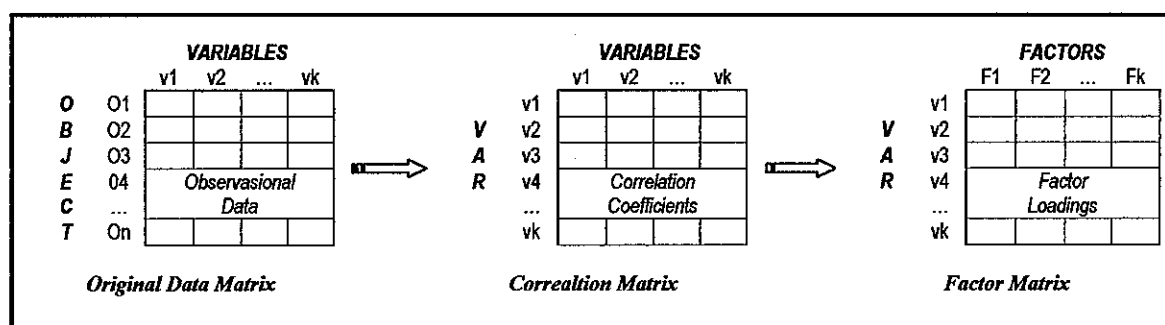 VARIABLES
v1 v2 ... vk
O O1
B O2
J O3
E 04 Observasional
C ... Data
T On
Original Data Matrix
VARIABLES
v1 v2 ... vk
v1
V v2
A v3
R v4 Correlation
... Coefficients
vk
Correaltion Matrix
FACTORS
F1 F2 ... Fk
v1
V v2
A v3
R v4 Factor
... Loadings
vk
Factor Matrix